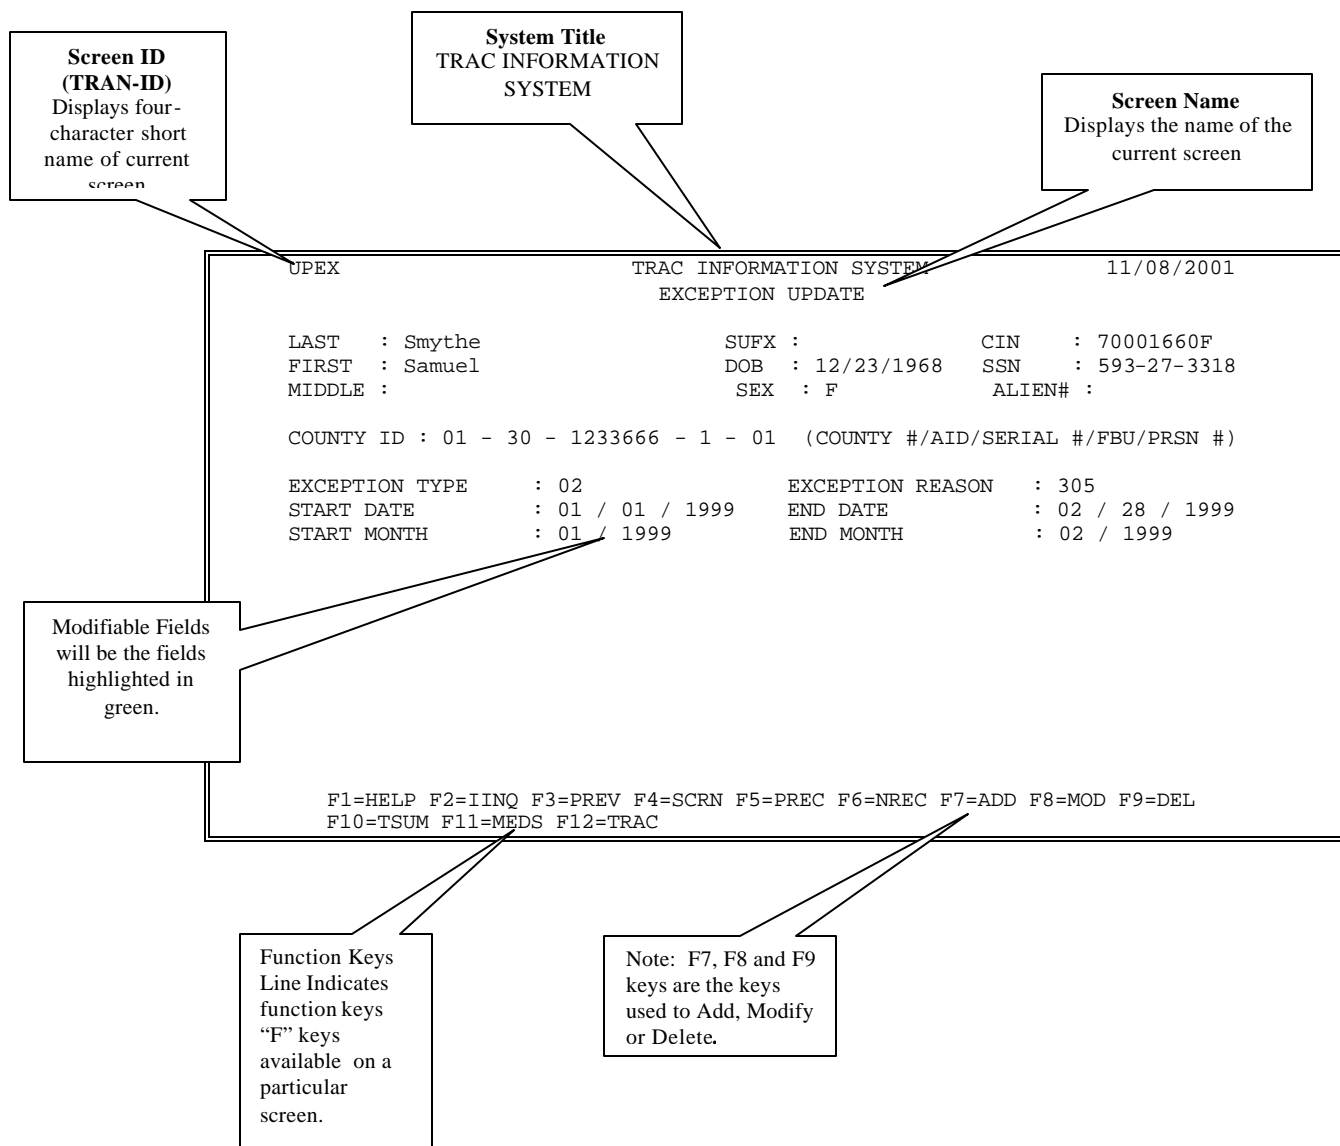 Screen ID
(TRAN-ID)
Displays four-
character short
name of current
screen
System Title
TRAC INFORMATION
SYSTEM
Screen Name
Displays the name of the
current screen
UPEX TRAC INFORMATION SYSTEM 11/08/2001
EXCEPTION UPDATE
LAST : Smythe SUFX : CIN : 70001660F
FIRST : Samuel DOB : 12/23/1968 SSN : 593-27-3318
MIDDLE : SEX : F ALIEN# :
COUNTY ID : 01 - 30 - 1233666 - 1 - 01 (COUNTY #/AID/SERIAL #/FBU/PRSN #)
EXCEPTION TYPE : 02 EXCEPTION REASON : 305
START DATE : 01 / 01 / 1999 END DATE : 02 / 28 / 1999
START MONTH : 01 / 1999 END MONTH : 02 / 1999
Modifiable Fields
will be the fields
highlighted in
green.
F1=HELP F2=IINQ F3=PREV F4=SCRN F5=PREC F6=NREC F7=ADD F8=MOD F9=DEL
F10=TSUM F11=MEDS F12=TRAC
Function Keys
Line Indicates
function keys
“F” keys
available on a
particular
screen.
Note: F7, F8 and F9
keys are the keys
used to Add, Modify
or Delete.